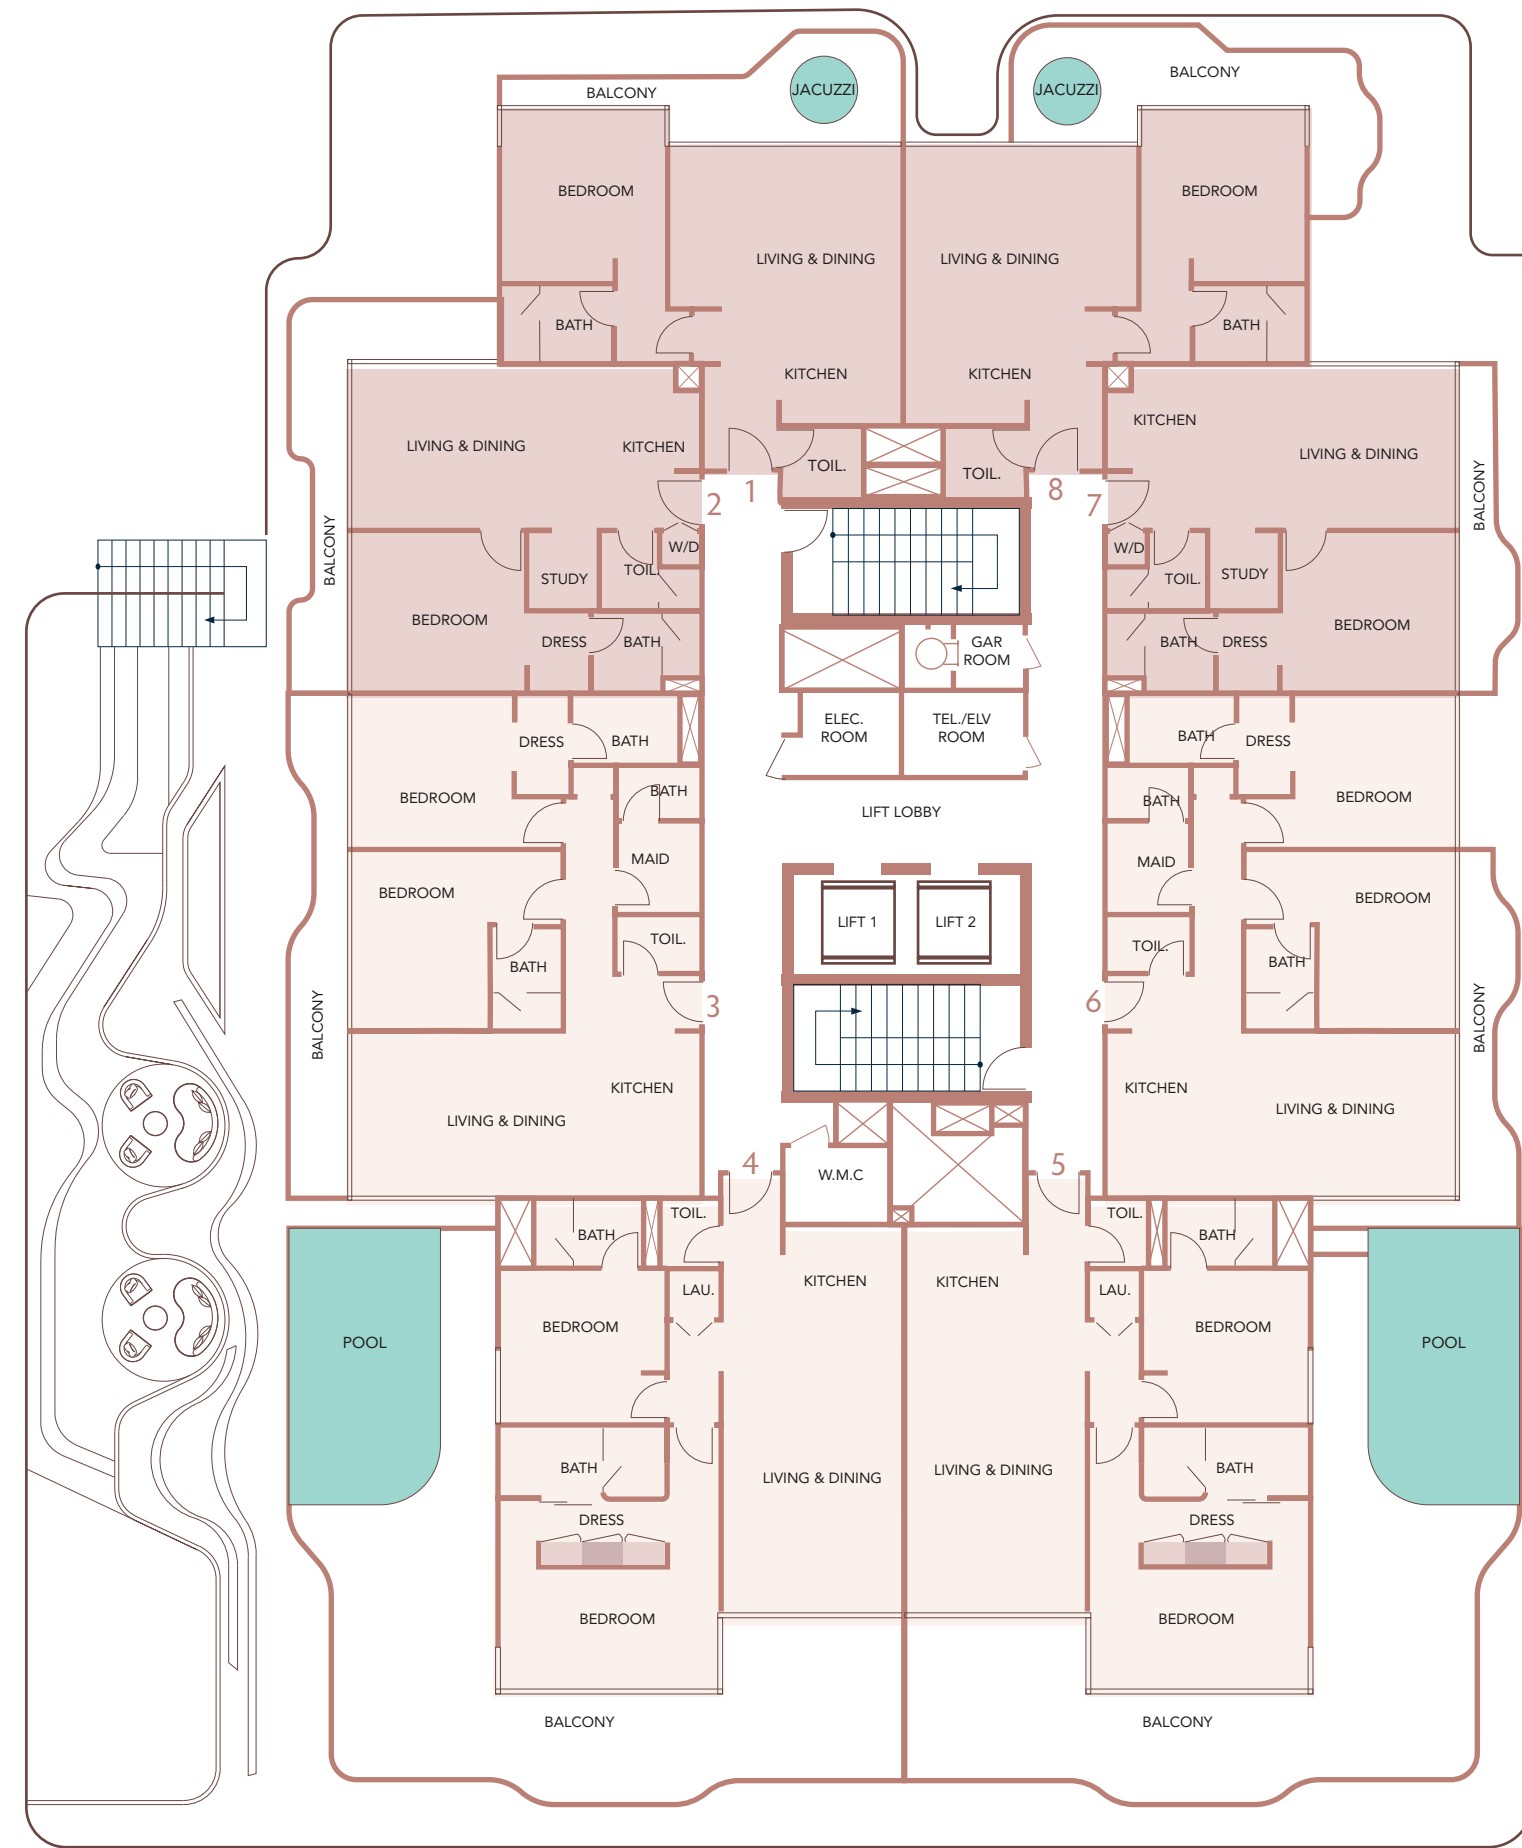 BALCONY
JACUZZI
JACUZZI
BALCONY
BEDROOM
BEDROOM
LIVING & DINING
LIVING & DINING
BATH
BATH
KITCHEN
KITCHEN
LIVING & DINING
KITCHEN
TOIL.
TOIL.
KITCHEN
LIVING & DINING
1
8
2
7
BALCONY
BALCONY
W/D
STUDY
TOIL.
W/D
TOIL.
STUDY
BEDROOM
DRESS
BATH
BATH
DRESS
BEDROOM
GAR
ROOM
ELEC.
ROOM
TEL./ELV
ROOM
DRESS
BATH
BATH
DRESS
BEDROOM
BATH
BATH
BEDROOM
LIFT LOBBY
MAID
MAID
BEDROOM
BEDROOM
LIFT 1
LIFT 2
TOIL.
TOIL.
BATH
BATH
3
6
BALCONY
BALCONY
KITCHEN
KITCHEN
LIVING & DINING
LIVING & DINING
4
W.M.C
5
TOIL.
TOIL.
BATH
BATH
KITCHEN
KITCHEN
LAU.
LAU.
POOL
BEDROOM
BEDROOM
POOL
BATH
LIVING & DINING
LIVING & DINING
BATH
DRESS
DRESS
BEDROOM
BEDROOM
BALCONY
BALCONY